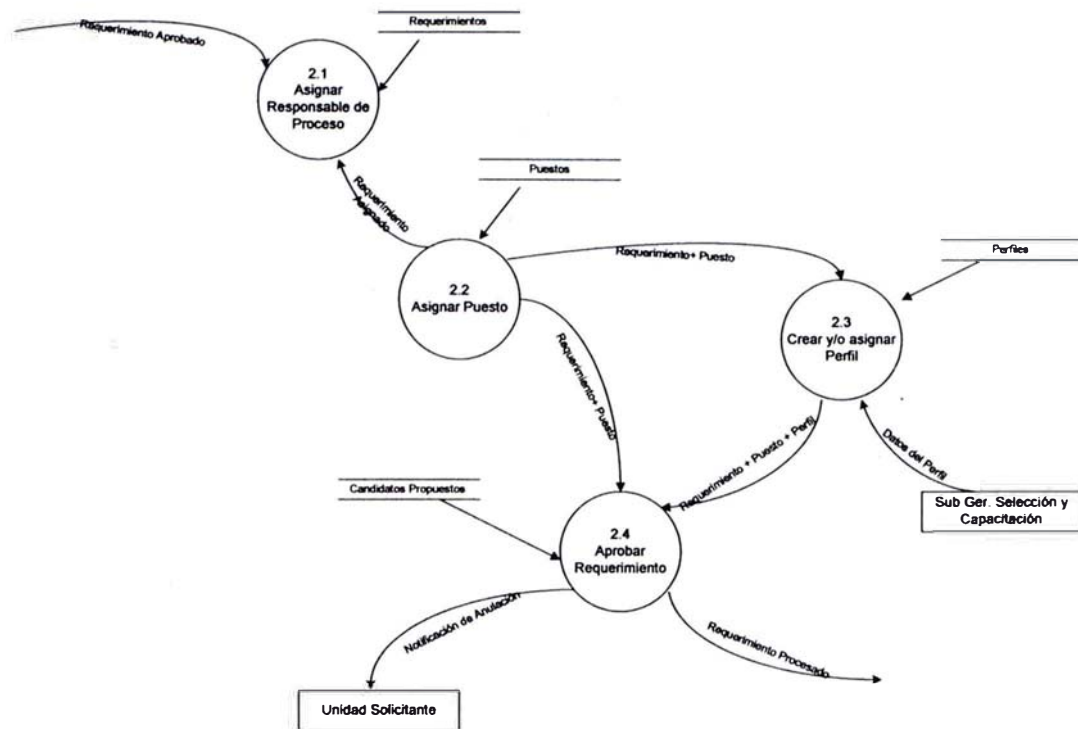 Requerimiento Aprobado
Requerimientos
2.1
Asignar
Responsable de
Proceso
Requerimiento
Asignado
Puestos
2.2
Asignar Puesto
Requerimiento+ Puesto
Perfiles
2.3
Crear y/o asignar
Perfil
Requerimiento+ Puesto
Requerimiento + Puesto + Perfil
Datos del Perfil
Sub Ger. Selección y
Capacitación
Candidatos Propuestos
2.4
Aprobar
Requerimiento
Notificación de Anulación
Requerimiento Procesado
Unidad Solicitante